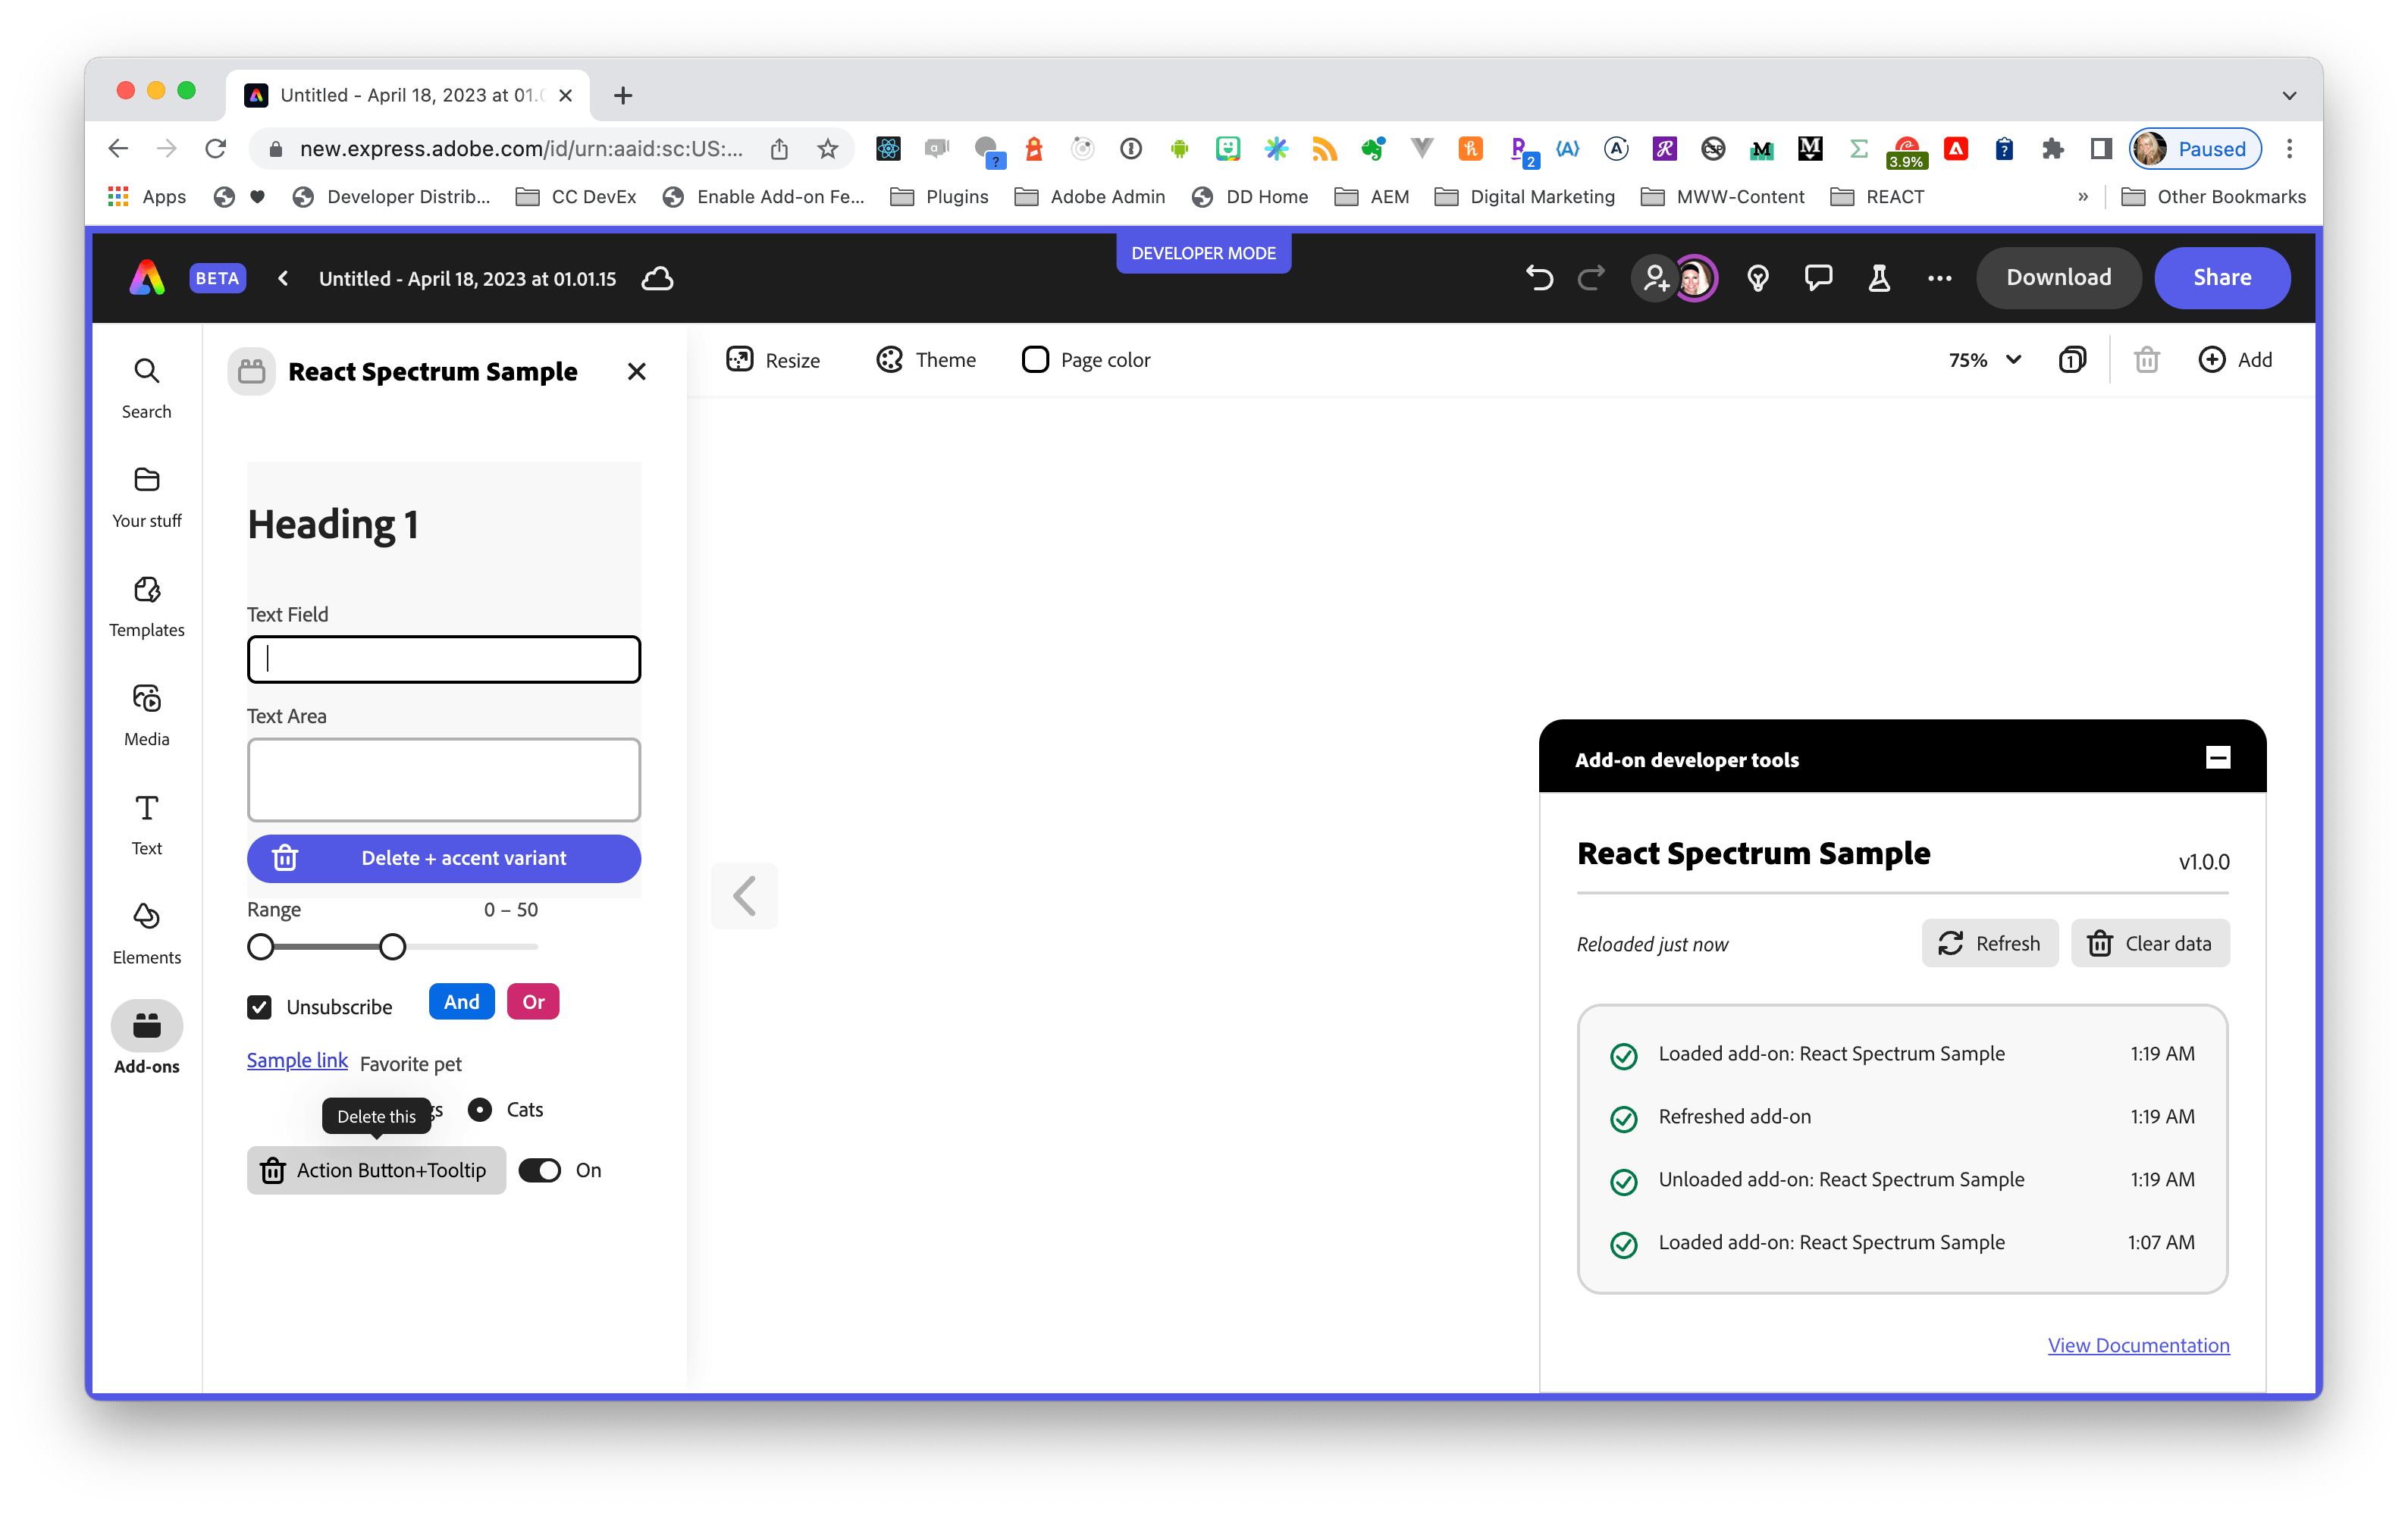 Untitled - April 18, 2023 at 01.0
new.express.adobe.com/id/urn:aaid:sc:US:...
2
3.9%
Paused
Apps
Developer Distrib...
CC DevEx
Enable Add-on Fe...
Plugins
Adobe Admin
DD Home
AEM
Digital Marketing
MWW-Content
REACT
»
Other Bookmarks
DEVELOPER MODE
BETA
Untitled - April 18, 2023 at 01.01.15
Download
Share
Search
Your stuff
Templates
Media
Text
Elements
Add-ons
React Spectrum Sample
Heading 1
Text Field
Text Area
Delete + accent variant
Range 0 – 50
Unsubscribe
And
Or
Sample link
Favorite pet
Delete this
gs
Cats
Action Button+Tooltip
On
Resize
Theme
Page color
75%
1
Add
Add-on developer tools
React Spectrum Sample
v1.0.0
Reloaded just now
Refresh
Clear data
Loaded add-on: React Spectrum Sample 1:19 AM
Refreshed add-on 1:19 AM
Unloaded add-on: React Spectrum Sample 1:19 AM
Loaded add-on: React Spectrum Sample 1:07 AM
View Documentation